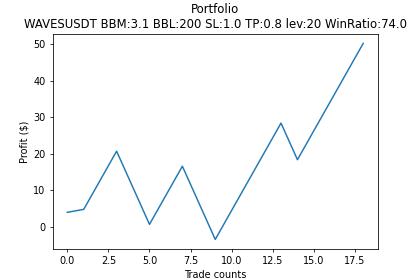 Portfolio
WAVESUSDT BBM:3.1 BBL:200 SL:1.0 TP:0.8 lev:20 WinRatio:74.0
Profit ($)
50
40
30
20
10
0
0.0 2.5 5.0 7.5 10.0 12.5 15.0 17.5
Trade counts